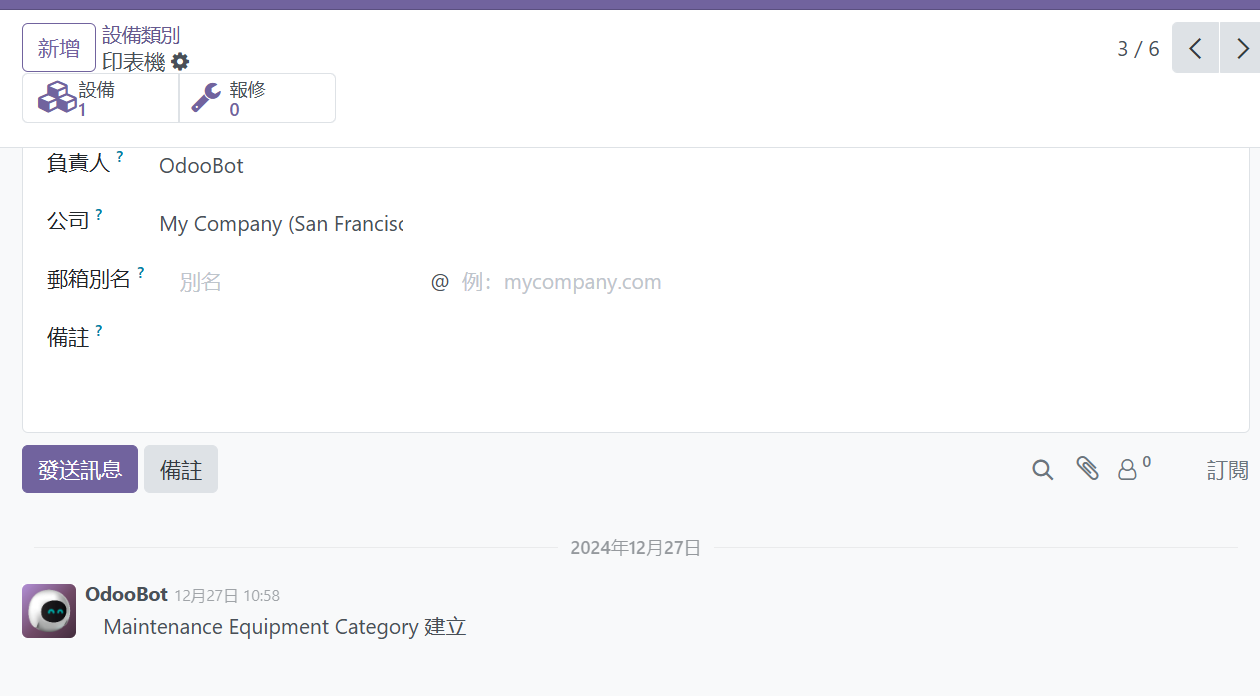 新增
設備類別
印表機
3 / 6
設備
1
報修
0
負責人 ?
OdooBot
公司 ?
My Company (San Francisc
郵箱別名 ?
別名 @ 例： mycompany.com
備註 ?
發送訊息
備註
0
訂閱
2024年12月27日
OdooBot 12月27日 10:58
Maintenance Equipment Category 建立